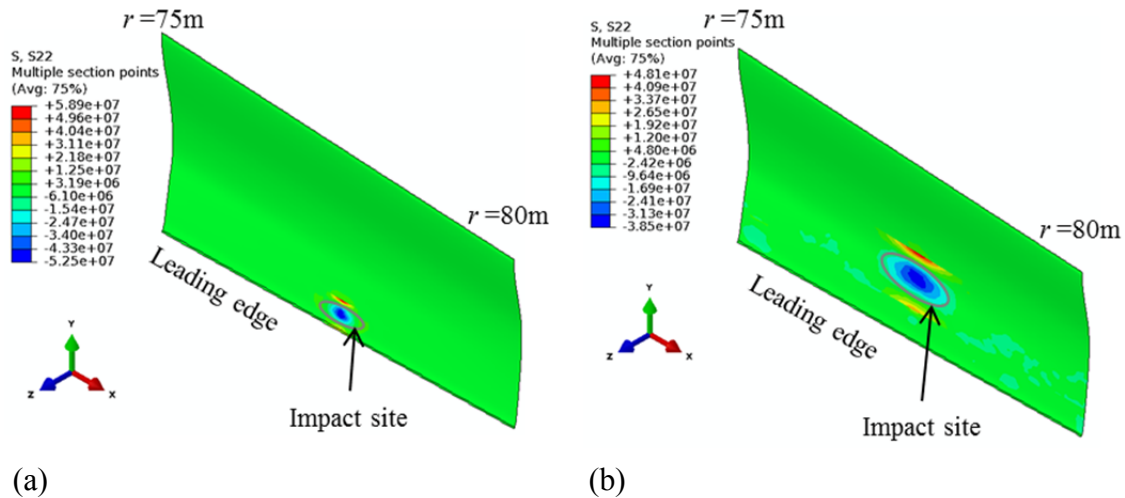 r =75m
S, S22
Multiple section points
(Avg: 75%)
+5.89e+07
+4.96e+07
+4.04e+07
+3.11e+07
+2.18e+07
+1.25e+07
+3.19e+06
-6.10e+06
-1.54e+07
-2.47e+07
-3.40e+07
-4.33e+07
-5.25e+07
r =80m
Leading edge
Y
Z
X
Impact site
(a)
r =75m
S, S22
Multiple section points
(Avg: 75%)
+4.81e+07
+4.09e+07
+3.37e+07
+2.65e+07
+1.92e+07
+1.20e+07
+4.80e+06
-2.42e+06
-9.64e+06
-1.69e+07
-2.41e+07
-3.13e+07
-3.85e+07
r =80m
Leading edge
Y
Z
X
Impact site
(b)